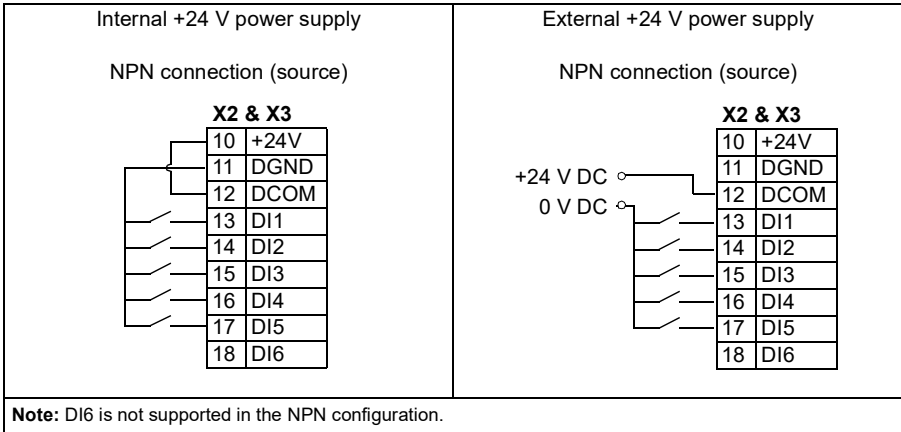 Internal +24 V power supply
NPN connection (source)
X2 & X3
10 +24V
11 DGND
12 DCOM
13 DI1
14 DI2
15 DI3
16 DI4
17 DI5
18 DI6
External +24 V power supply
NPN connection (source)
X2 & X3
10 +24V
11 DGND
+24 V DC
12 DCOM
0 V DC
13 DI1
14 DI2
15 DI3
16 DI4
17 DI5
18 DI6
Note: DI6 is not supported in the NPN configuration.